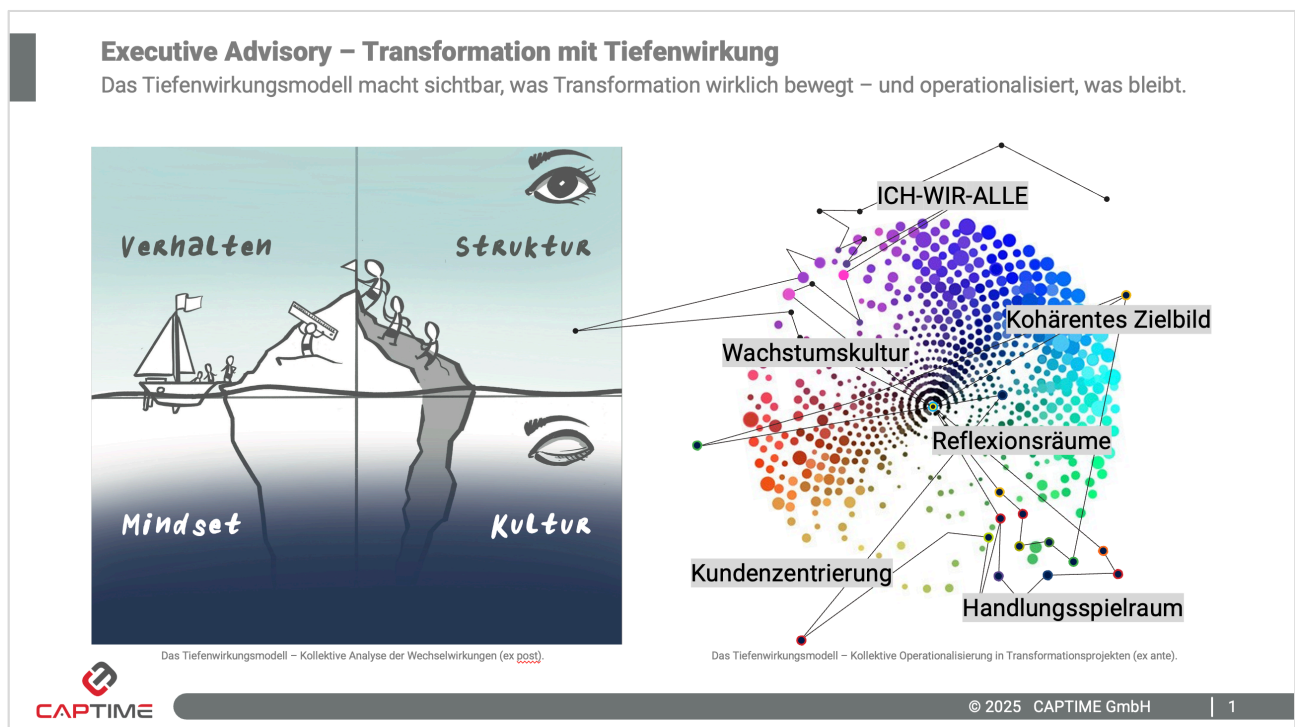 Executive Advisory – Transformation mit Tiefenwirkung
Das Tiefenwirkungsmodell macht sichtbar, was Transformation wirklich bewegt – und operationalisiert, was bleibt.
Verhalten
Struktur
Mindset
Kultur
Das Tiefenwirkungsmodell – Kollektive Analyse der Wechselwirkungen (ex post).
ICH-WIR-ALLE
Kohärentes Zielbild
Wachstumskultur
Reflexionsräume
Kundenzentrierung
Handlungsspielraum
Das Tiefenwirkungsmodell – Kollektive Operationalisierung in Transformationsprojekten (ex ante).
CAPTIME
© 2025 CAPTIME GmbH
1